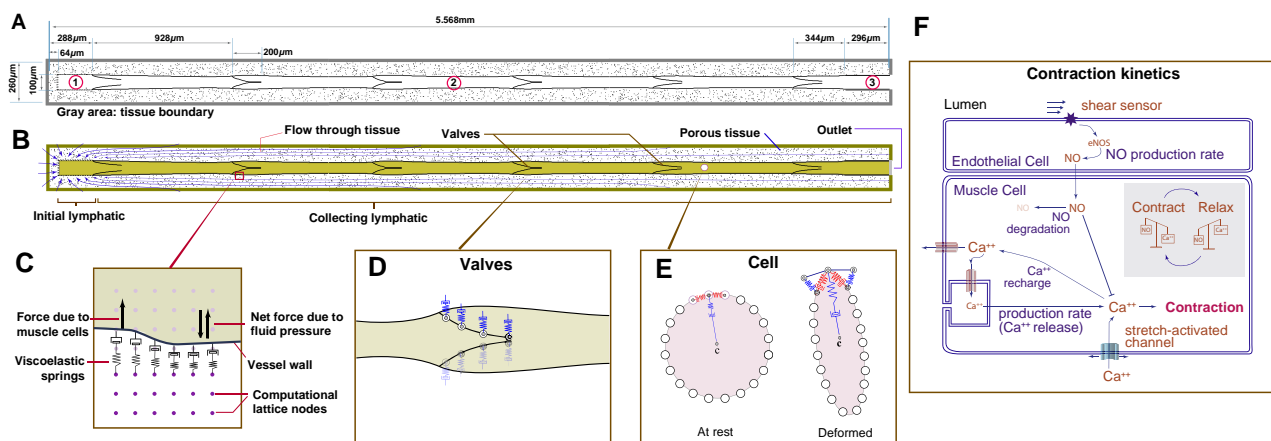 A
5.568mm
288µm
928µm
344µm
296µm
64µm
200µm
260µm
100µm
1
2
3
Gray area: tissue boundary
B
Flow through tissue
Valves
Porous tissue
Outlet
Initial lymphatic
Collecting lymphatic
C
Force due to
muscle cells
Net force due to
fluid pressure
Viscoelastic
springs
Vessel wall
Computational
lattice nodes
D
Valves
E
Cell
C
C
At rest
Deformed
F
Contraction kinetics
Lumen
shear sensor
eNOS
NO
NO production rate
Endothelial Cell
Muscle Cell
NO
NO
NO
degradation
Contract
Relax
NO
Ca++
NO
Ca++
Ca++
Ca++
recharge
Ca++
production rate
(Ca++ release)
Ca++
Contraction
stretch-activated
channel
Ca++